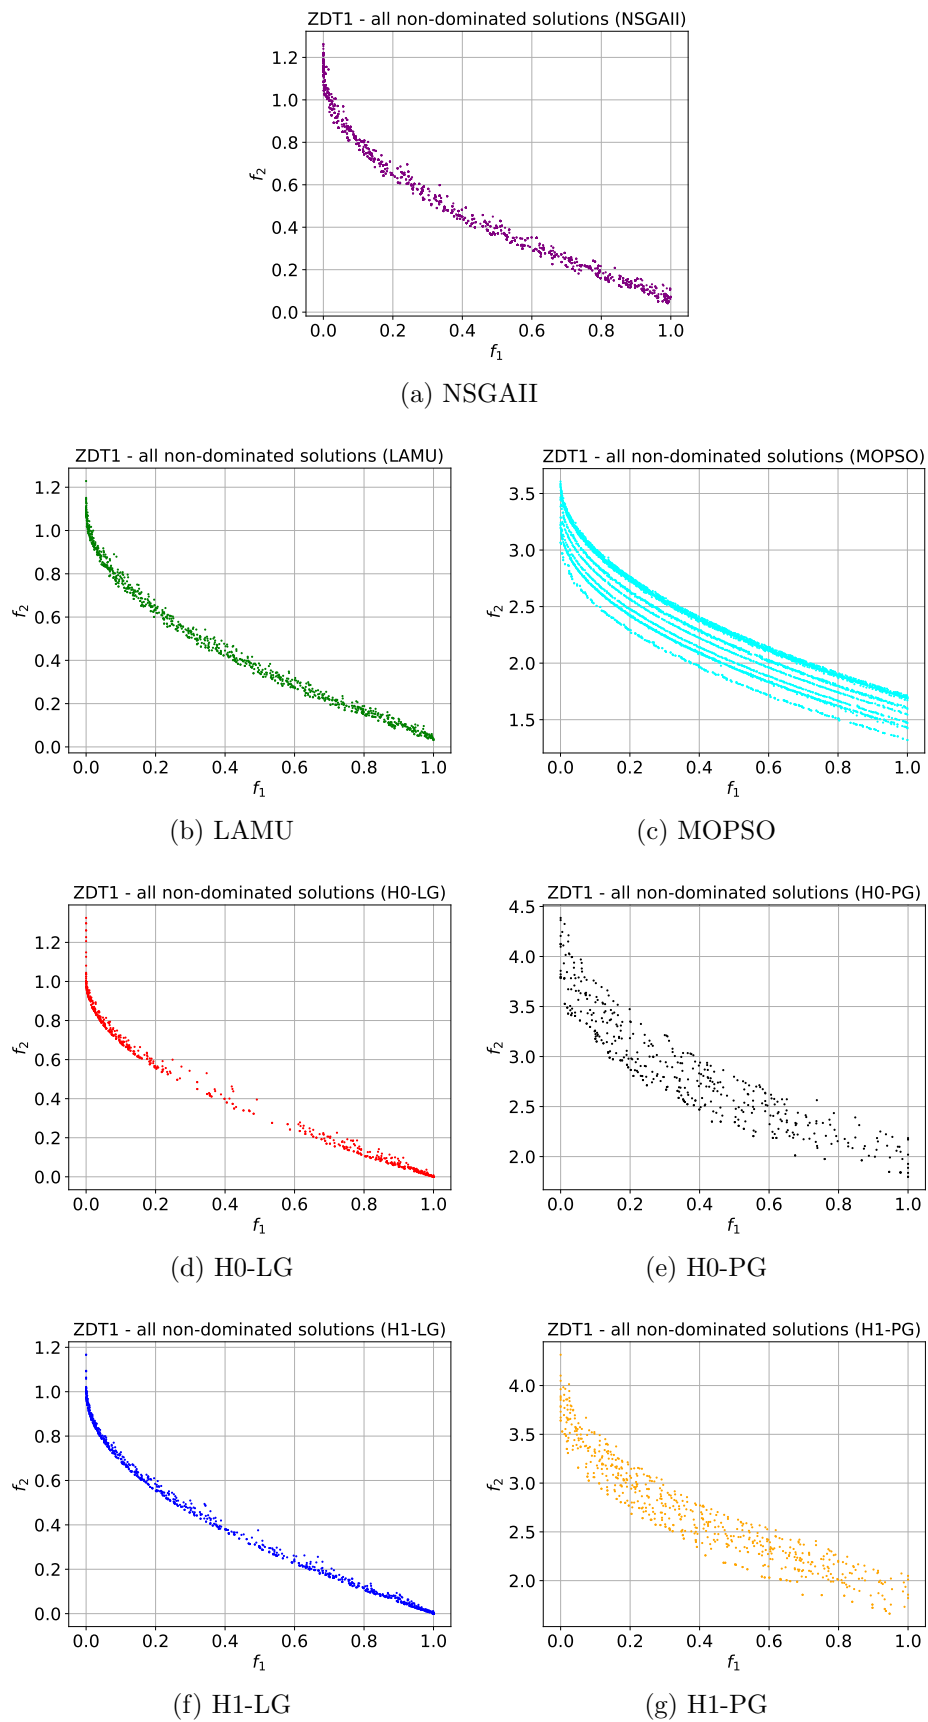 ZDT1 - all non-dominated solutions (NSGAII)
1.2
1.0
0.8
0.6
0.4
0.2
0.0
f2
0.0 0.2 0.4 0.6 0.8 1.0
f1
(a) NSGAII
ZDT1 - all non-dominated solutions (LAMU)
1.2
1.0
0.8
0.6
0.4
0.2
0.0
f2
0.0 0.2 0.4 0.6 0.8 1.0
f1
(b) LAMU
ZDT1 - all non-dominated solutions (MOPSO)
3.5
3.0
2.5
2.0
1.5
f2
0.0 0.2 0.4 0.6 0.8 1.0
f1
(c) MOPSO
ZDT1 - all non-dominated solutions (H0-LG)
1.2
1.0
0.8
0.6
0.4
0.2
0.0
f2
0.0 0.2 0.4 0.6 0.8 1.0
f1
(d) H0-LG
ZDT1 - all non-dominated solutions (H0-PG)
4.5
4.0
3.5
3.0
2.5
2.0
f2
0.0 0.2 0.4 0.6 0.8 1.0
f1
(e) H0-PG
ZDT1 - all non-dominated solutions (H1-LG)
1.2
1.0
0.8
0.6
0.4
0.2
0.0
f2
0.0 0.2 0.4 0.6 0.8 1.0
f1
(f) H1-LG
ZDT1 - all non-dominated solutions (H1-PG)
4.0
3.5
3.0
2.5
2.0
f2
0.0 0.2 0.4 0.6 0.8 1.0
f1
(g) H1-PG